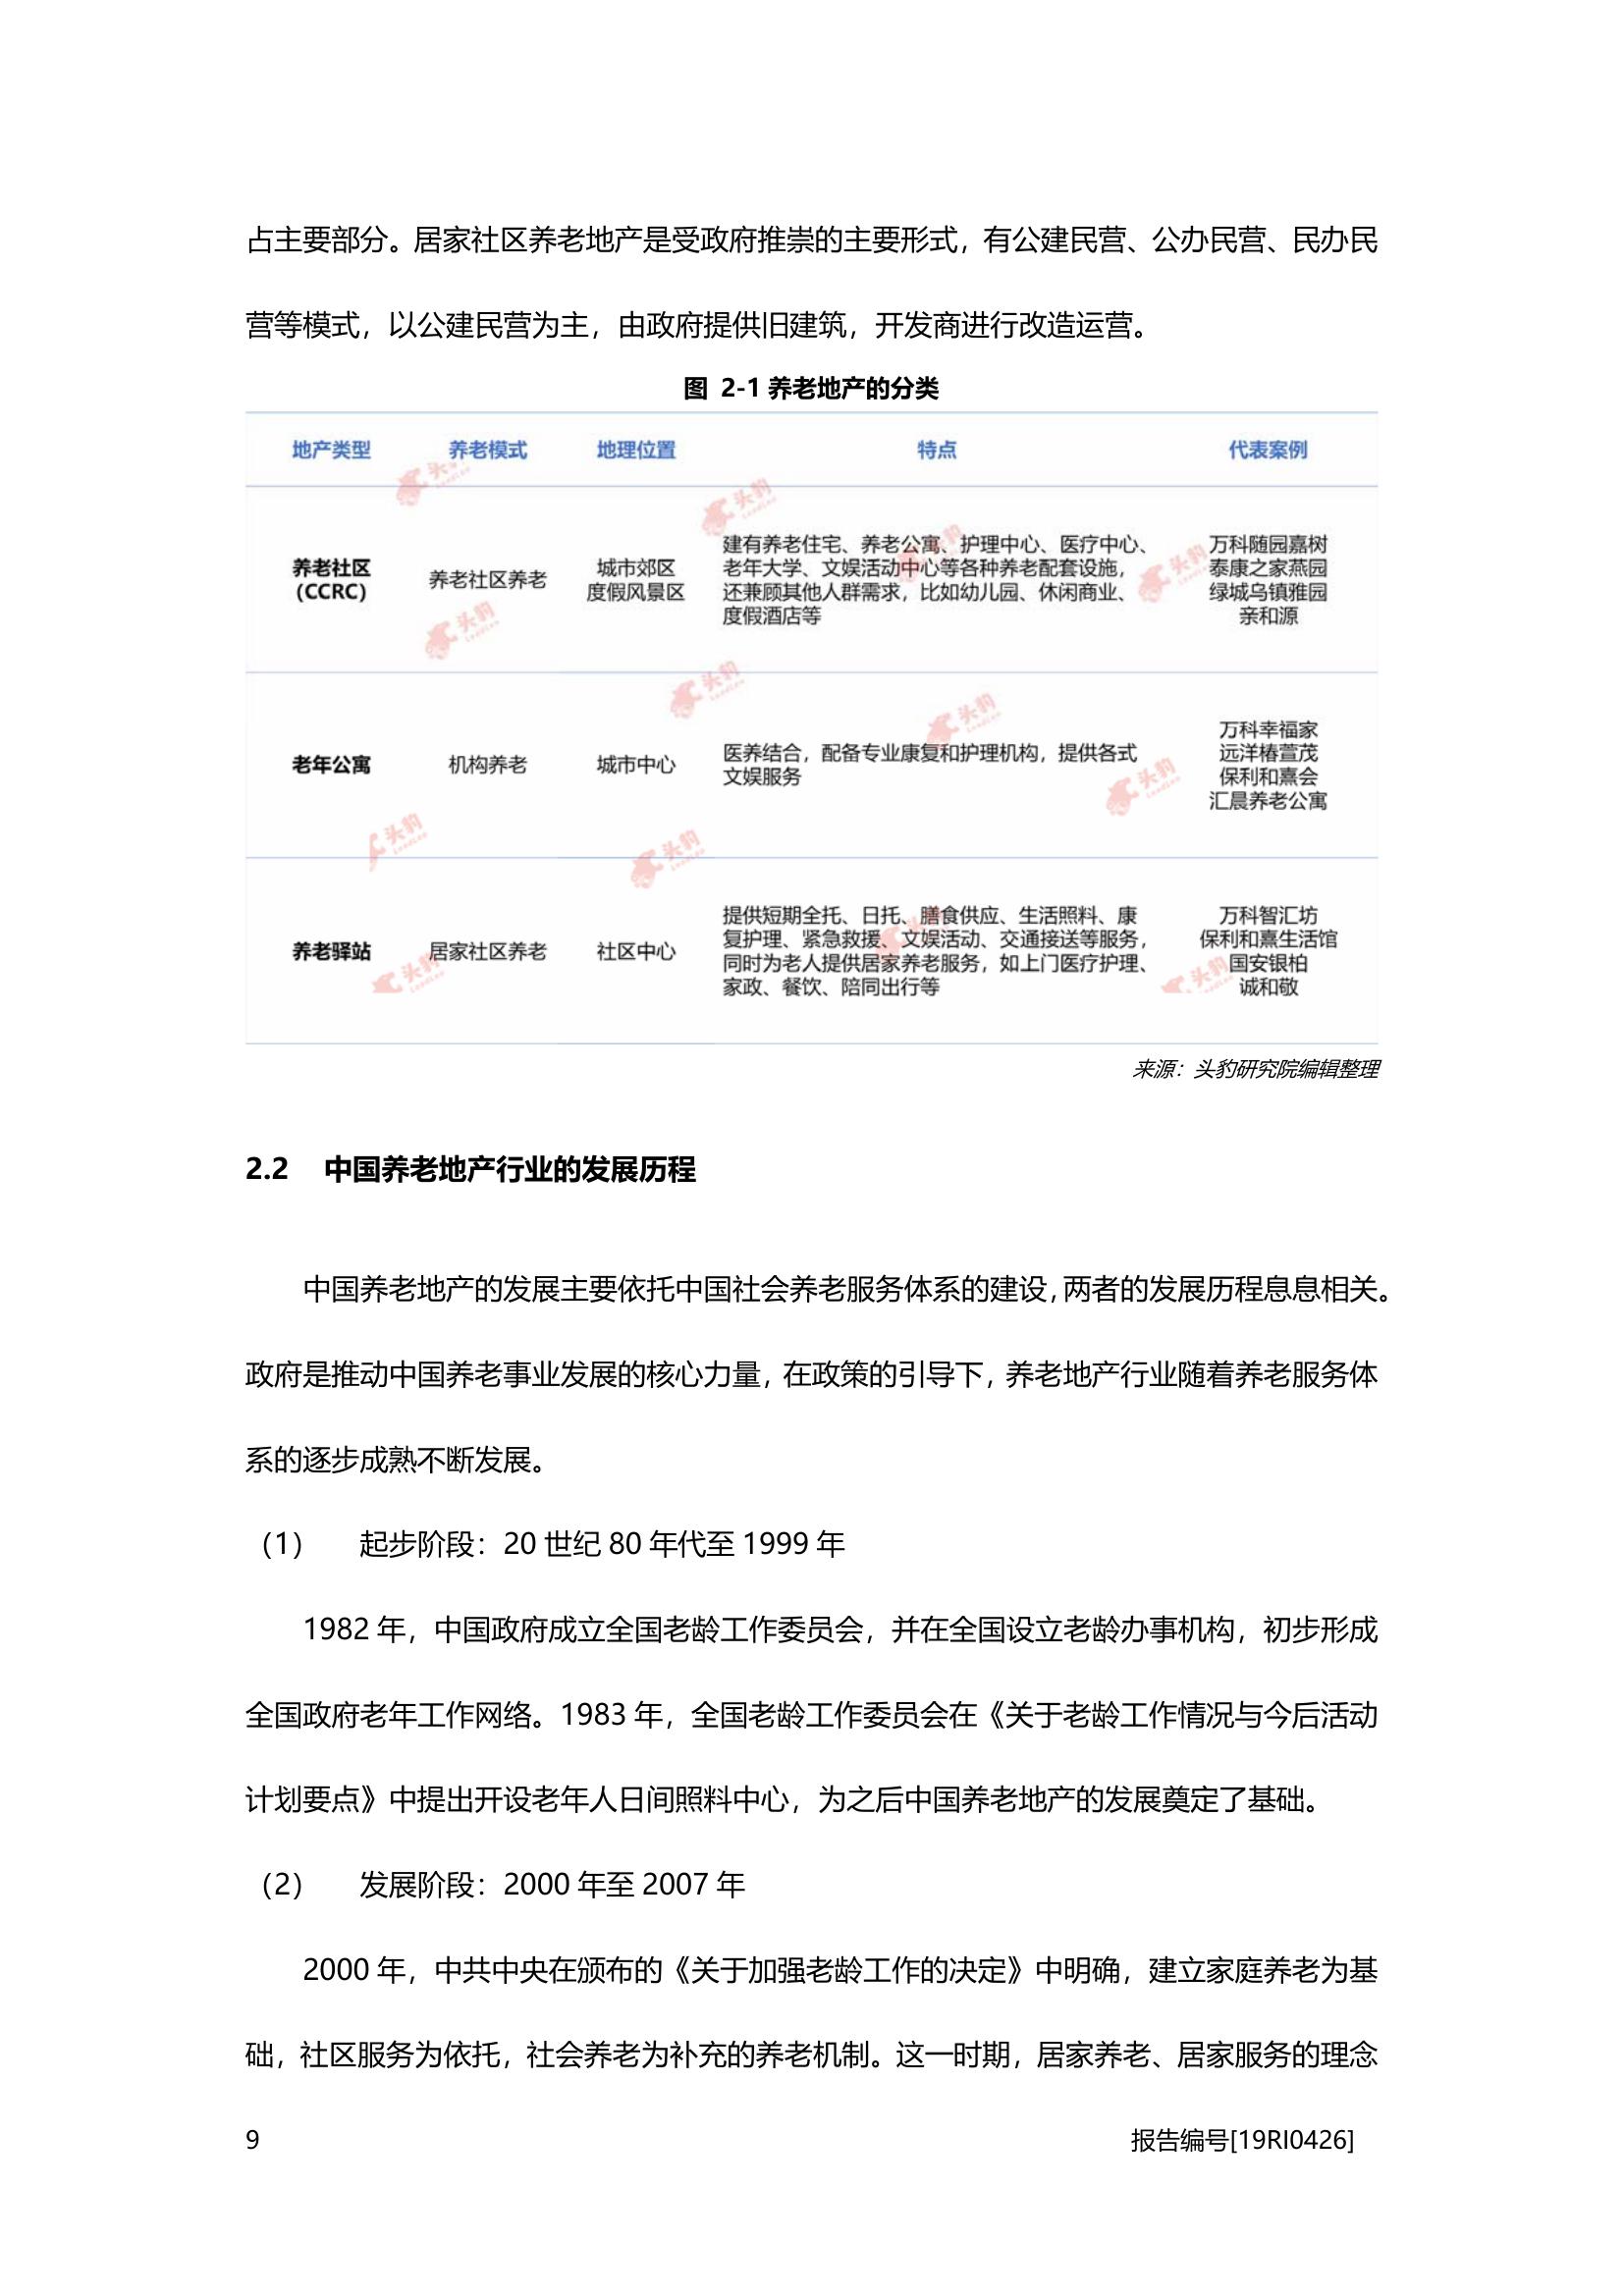 占主要部分。居家社区养老地产是受政府推崇的主要形式，有公建民营、公办民营、民办民
营等模式，以公建民营为主，由政府提供旧建筑，开发商进行改造运营。
图 2-1 养老地产的分类
地产类型 养老模式 地理位置 特点 代表案例
养老社区
(CCRC)
养老社区养老
城市郊区
度假风景区
建有养老住宅、养老公寓、护理中心、医疗中心、
老年大学、文娱活动中心等各种养老配套设施，
还兼顾其他人群需求，比如幼儿园、休闲商业、
度假酒店等
万科随园嘉树
泰康之家燕园
绿城乌镇雅园
亲和源
老年公寓
机构养老
城市中心
医养结合，配备专业康复和护理机构，提供各式
文娱服务
万科幸福家
远洋椿萱茂
保利和熹会
汇晨养老公寓
养老驿站
居家社区养老
社区中心
提供短期全托、日托、膳食供应、生活照料、康
复护理、紧急救援、文娱活动、交通接送等服务，
同时为老人提供居家养老服务，如上门医疗护理、
家政、餐饮、陪同出行等
万科智汇坊
保利和熹生活馆
国安银柏
诚和敬
来源：头豹研究院编辑整理
2.2 中国养老地产行业的发展历程
中国养老地产的发展主要依托中国社会养老服务体系的建设，两者的发展历程息息相关。
政府是推动中国养老事业发展的核心力量，在政策的引导下，养老地产行业随着养老服务体
系的逐步成熟不断发展。
（1） 起步阶段：20 世纪 80 年代至 1999 年
1982 年，中国政府成立全国老龄工作委员会，并在全国设立老龄办事机构，初步形成
全国政府老年工作网络。1983 年，全国老龄工作委员会在《关于老龄工作情况与今后活动
计划要点》中提出开设老年人日间照料中心，为之后中国养老地产的发展奠定了基础。
（2） 发展阶段：2000 年至 2007 年
2000 年，中共中央在颁布的《关于加强老龄工作的决定》中明确，建立家庭养老为基
础，社区服务为依托，社会养老为补充的养老机制。这一时期，居家养老、居家服务的理念
9 报告编号[19RI0426]